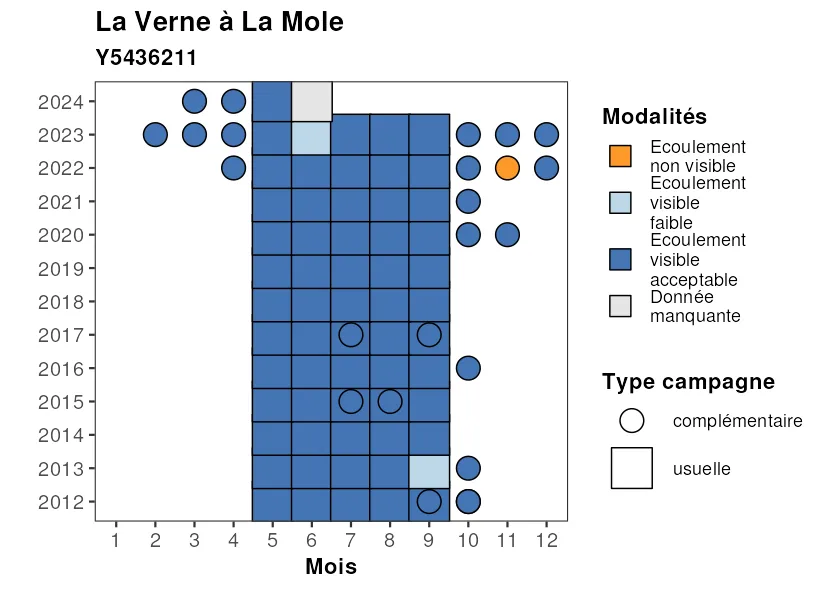 La Verne à La Mole
Y5436211
2024
2023
2022
2021
2020
2019
2018
2017
2016
2015
2014
2013
2012
1 2 3 4 5 6 7 8 9 10 11 12
Mois
Modalités
Ecoulement
non visible
Ecoulement
visible
faible
Ecoulement
visible
acceptable
Donnée
manquante
Type campagne
complémentaire
usuelle